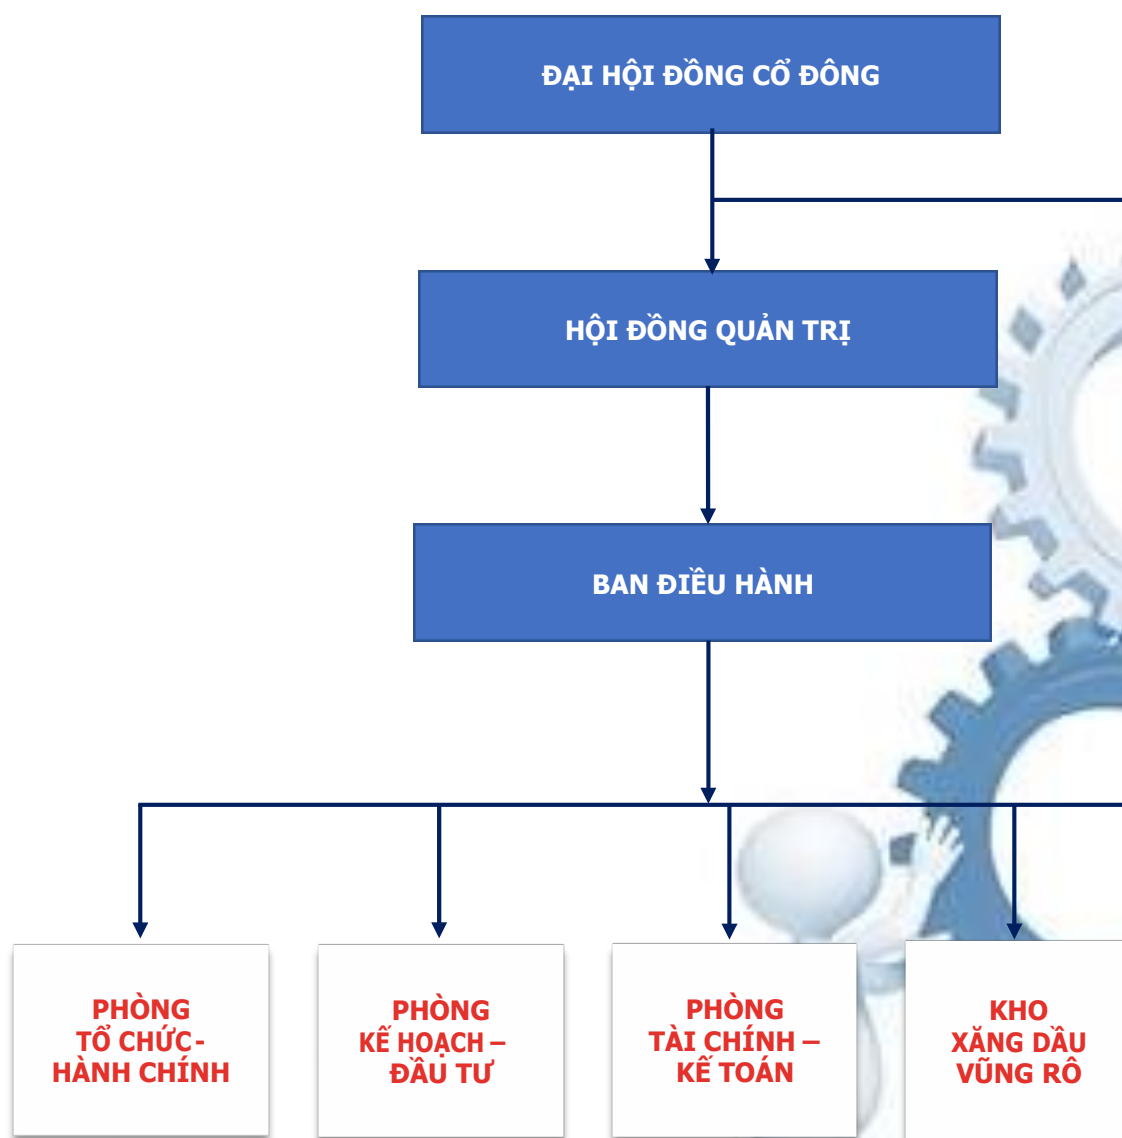 ĐẠI HỘI ĐỒNG CỔ ĐÔNG
HỘI ĐỒNG QUẢN TRỊ
BAN ĐIỀU HÀNH
PHÒNG
TỔ CHỨC-
HÀNH CHÍNH
PHÒNG
KẾ HOẠCH –
ĐẦU TƯ
PHÒNG
TÀI CHÍNH –
KẾ TOÁN
KHO
XĂNG DẦU
VŨNG RÔ